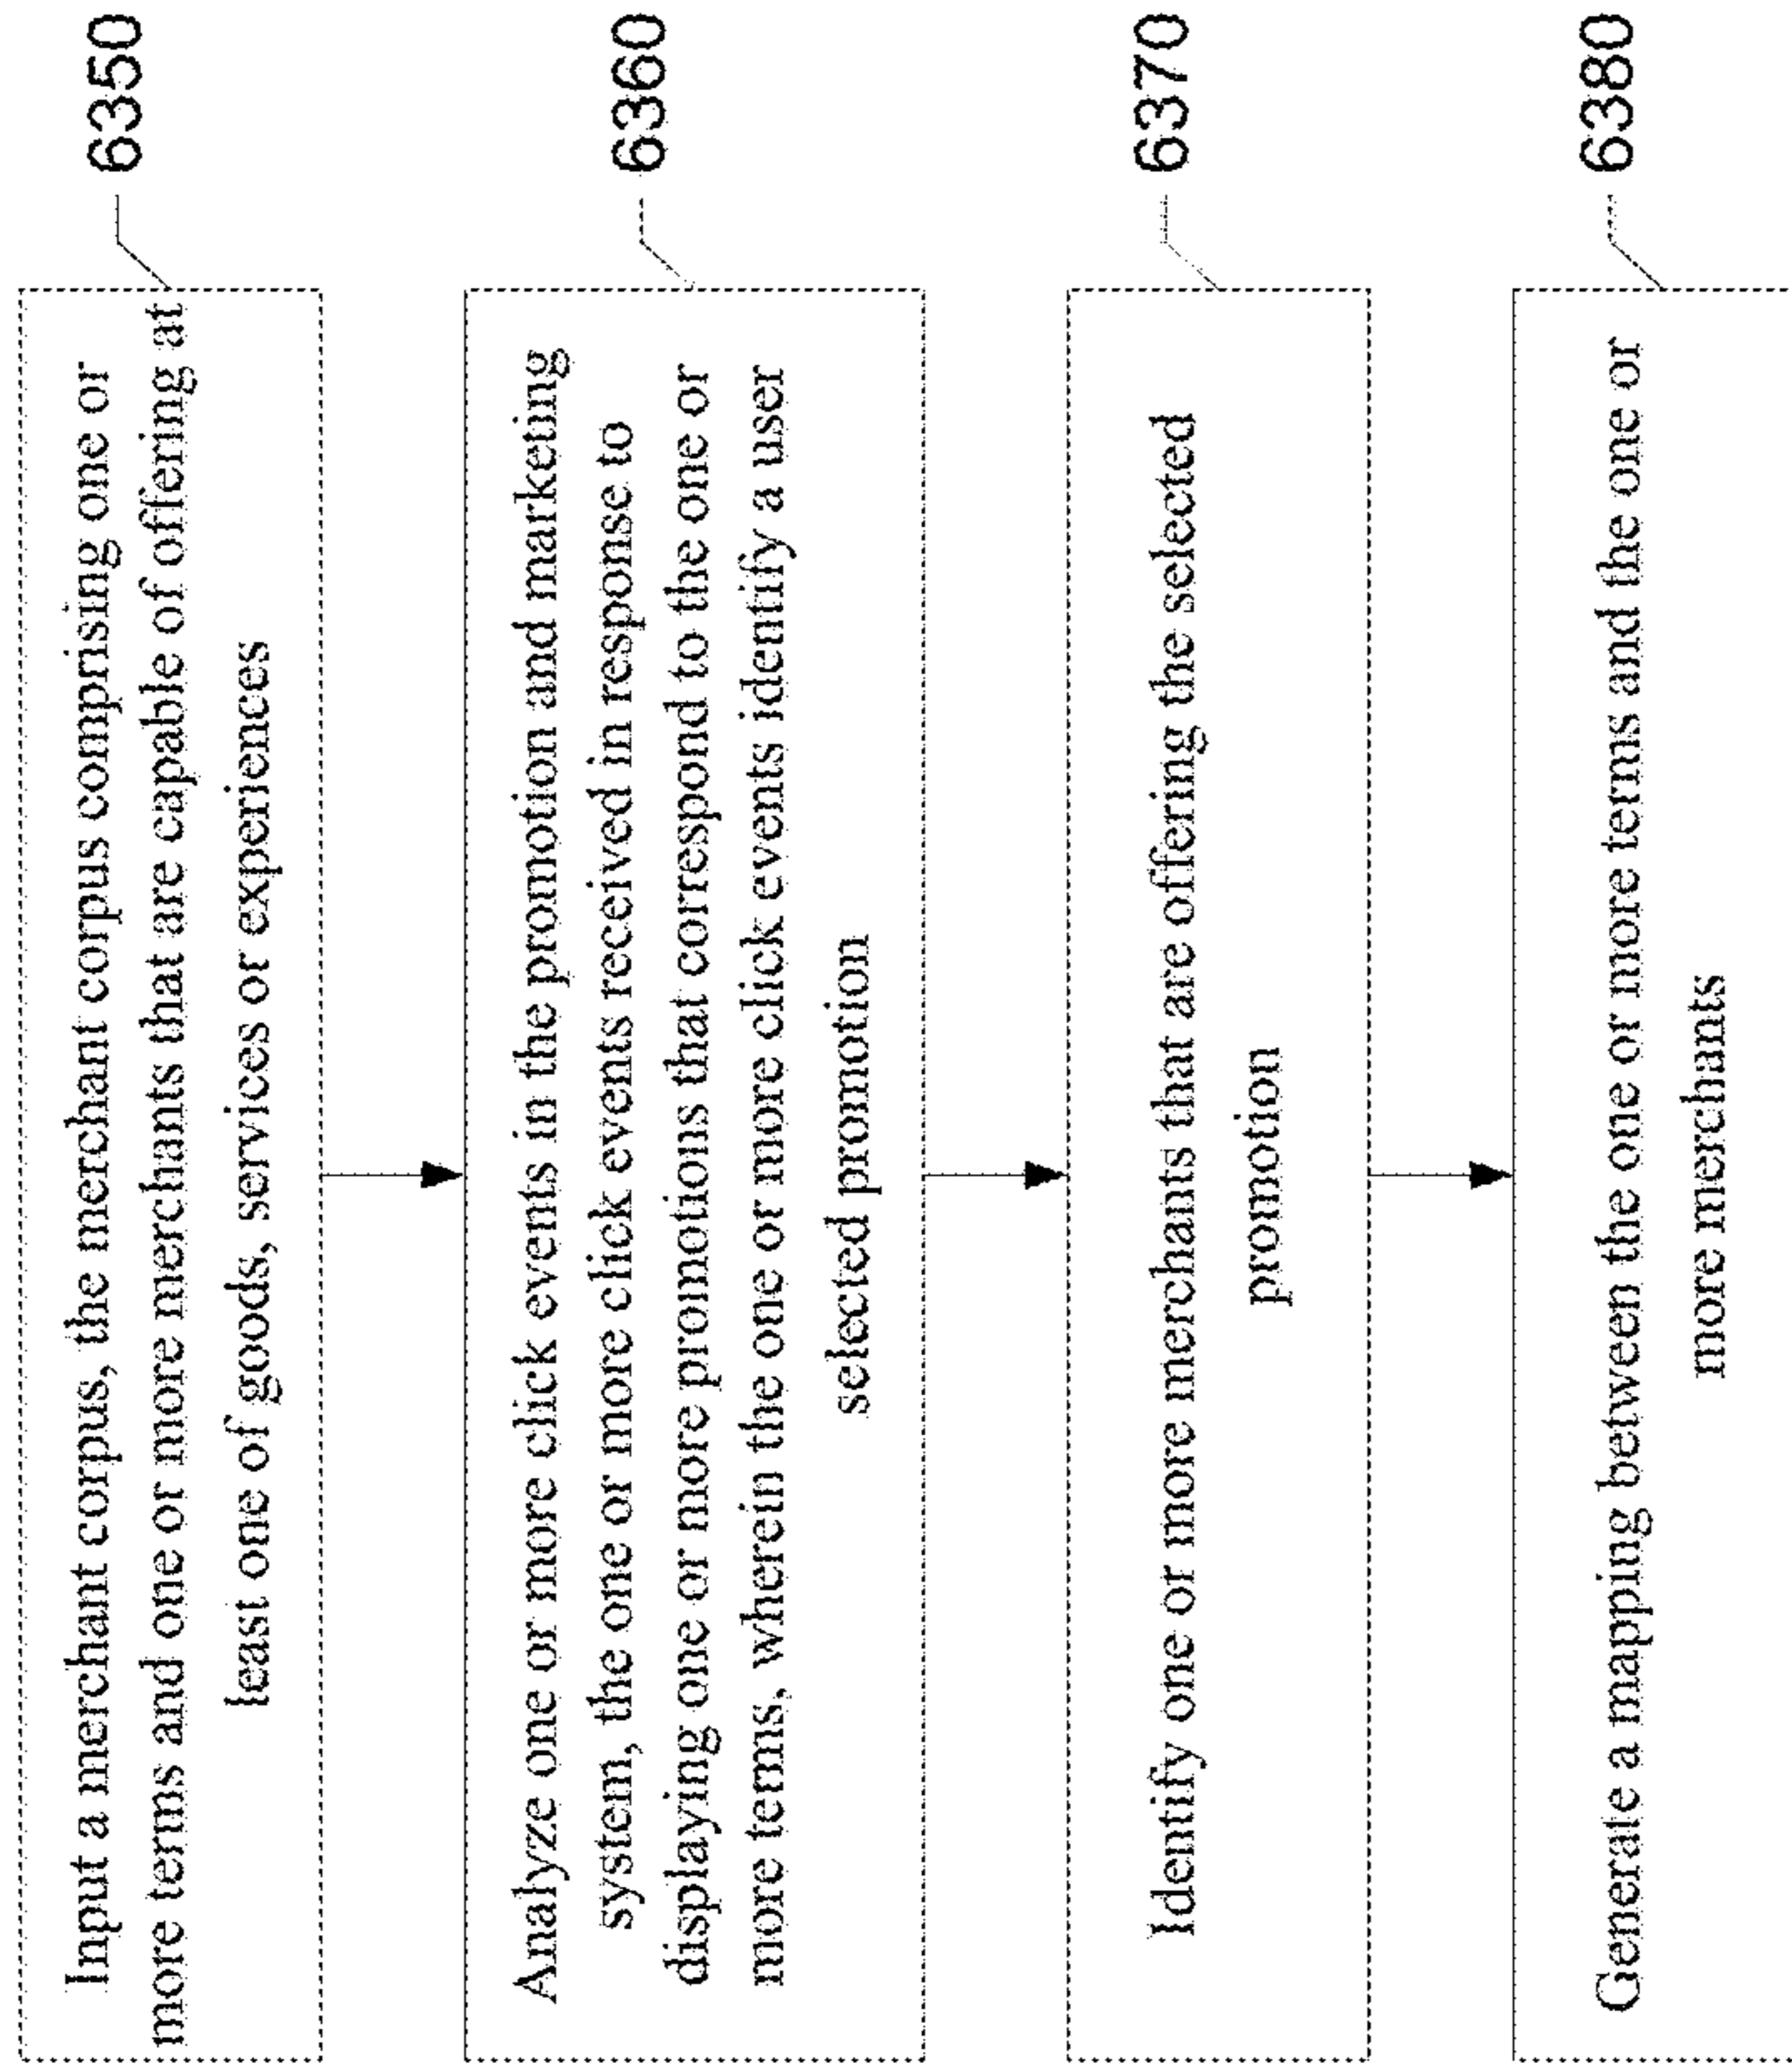 Input a merchant corpus, the merchant corpus comprising one or
more terms and one or more merchants that are capable of offering at
least one of goods, services or experiences
6350
Analyze one or more click events in the promotion and marketing
system, the one or more click events received in response to
displaying one or more promotions that correspond to the one or
more terms, wherein the one or more click events identify a user
selected promotion
6360
Identify one or more merchants that are offering the selected
promotion
6370
Generate a mapping between the one or more terms and the one or
more merchants
6380